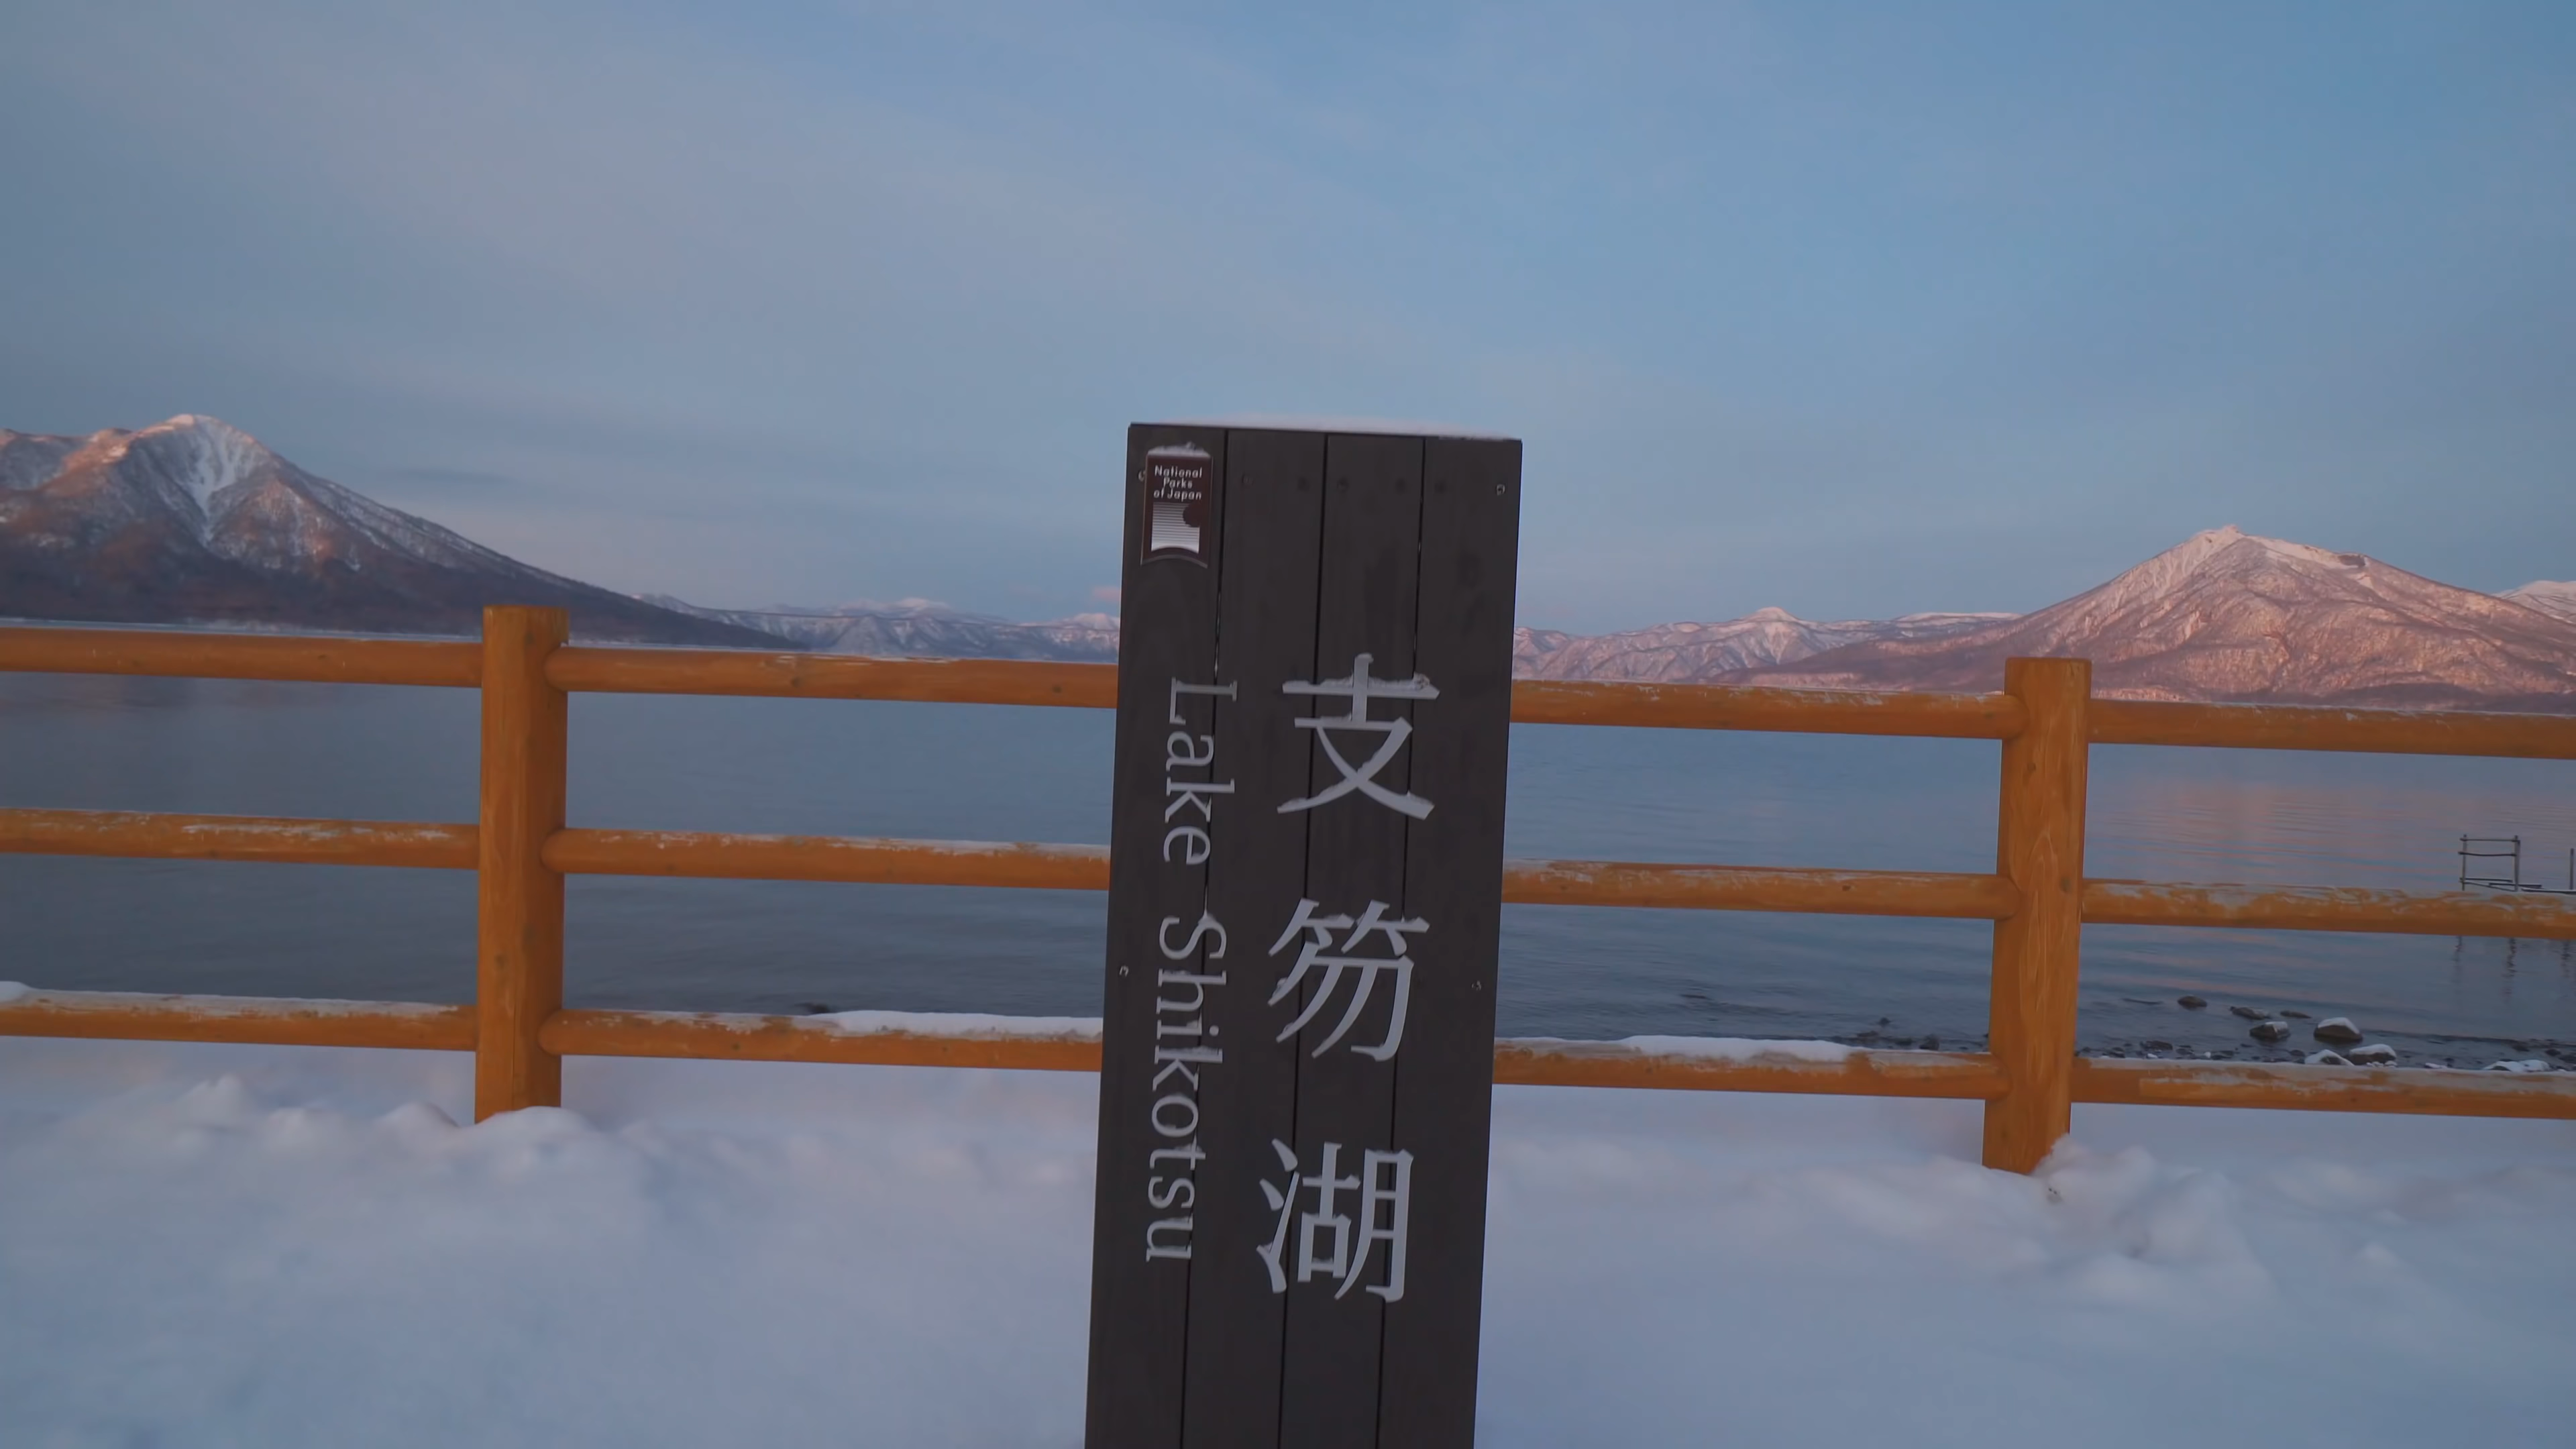 National
Parks
of Japan
支笏湖
Lake Shikotsu